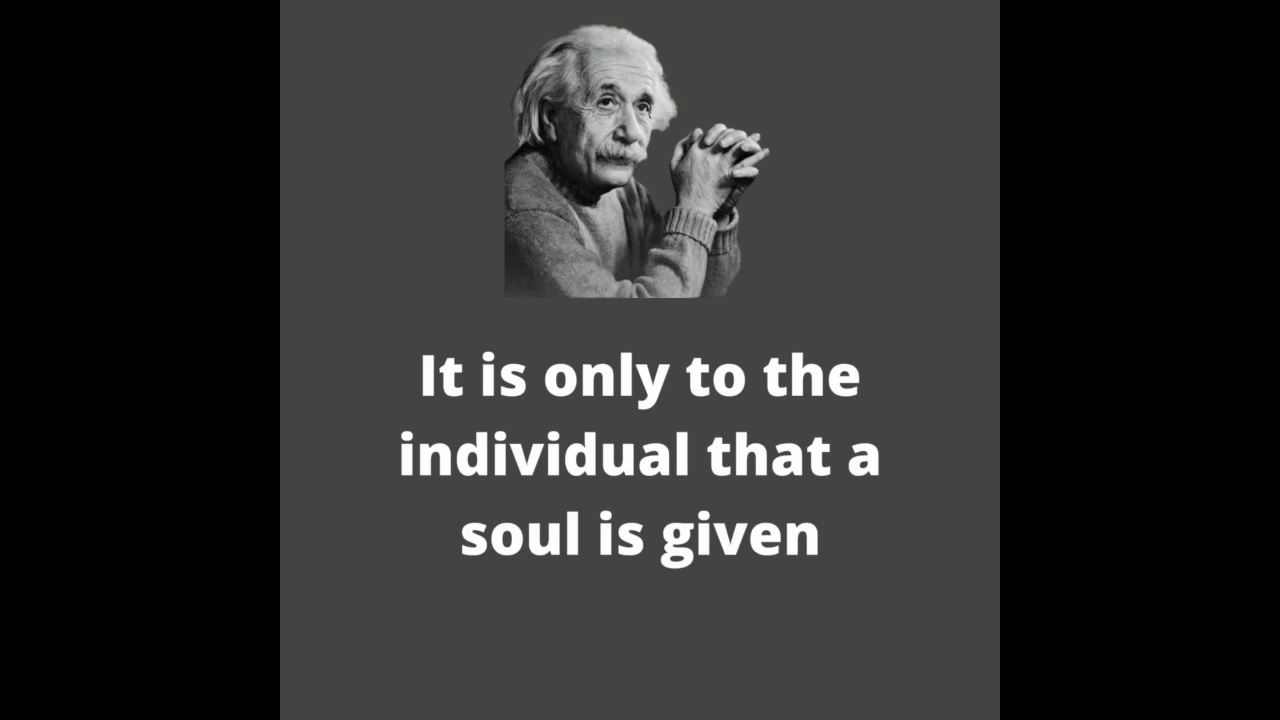 It is only to the
individual that a
soul is given